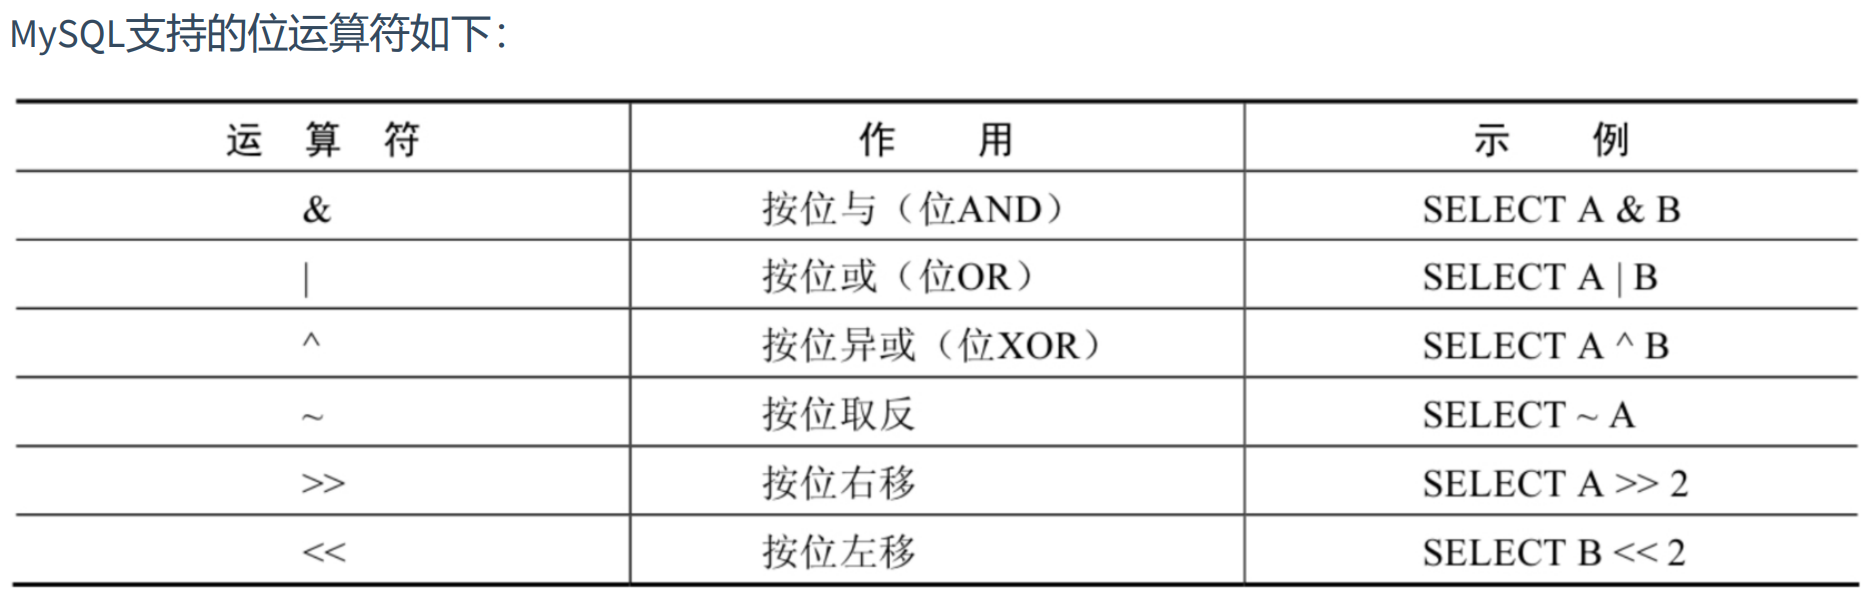 MySQL支持的位运算符如下：
运 算 符 作 用 示 例
& 按位与（位AND） SELECT A & B
| 按位或（位OR） SELECT A | B
^ 按位异或（位XOR） SELECT A ^ B
~ 按位取反 SELECT ~ A
>> 按位右移 SELECT A >> 2
<< 按位左移 SELECT B << 2